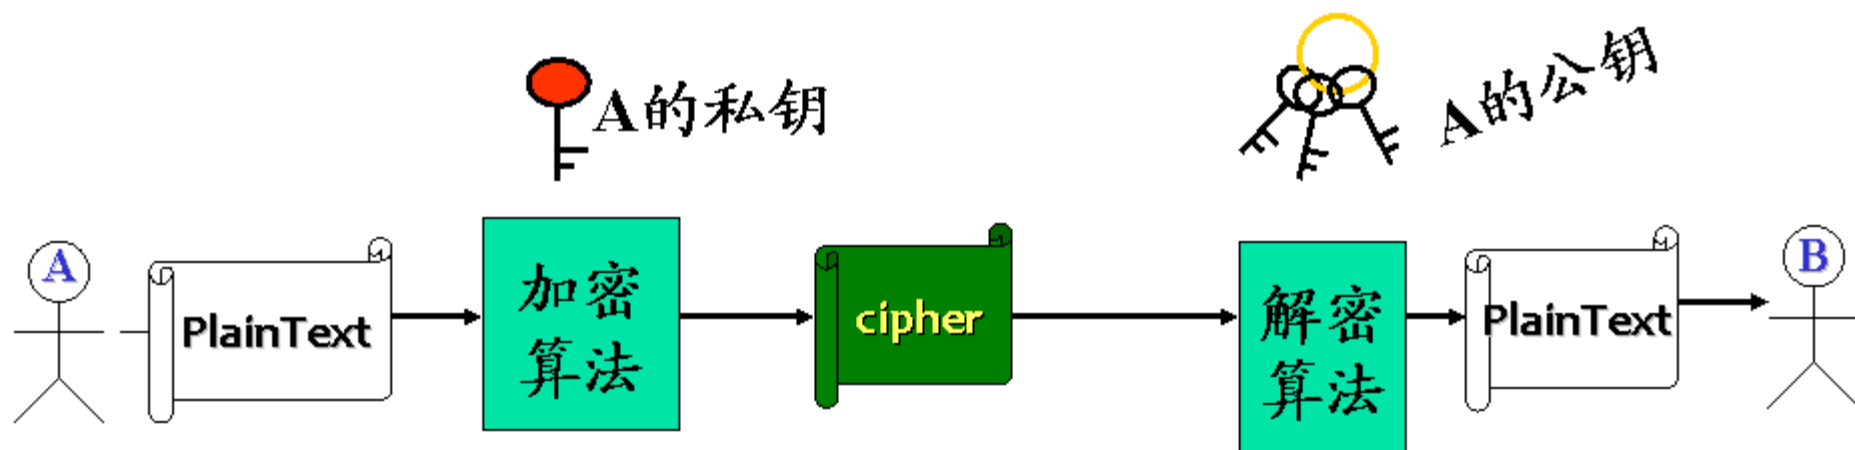 A的私钥
A的公钥
A
PlainText
加密
算法
cipher
解密
算法
PlainText
B